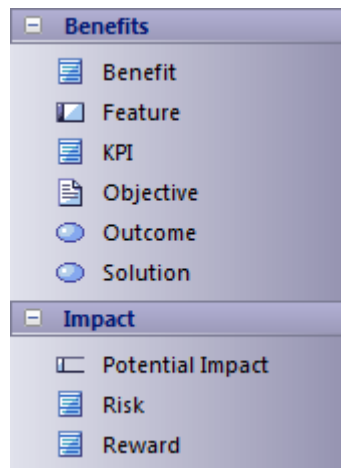 Benefits
Benefit
Feature
KPI
Objective
Outcome
Solution
Impact
Potential Impact
Risk
Reward